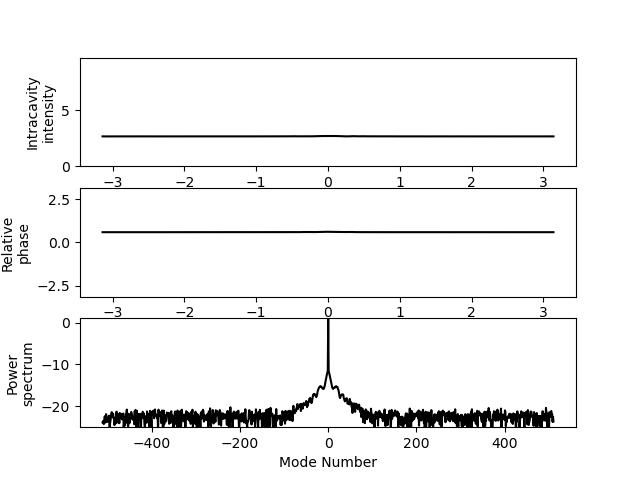 Intracavity
intensity
5
0
−3 −2 −1 0 1 2 3
Relative
phase
2.5
0.0
−2.5
−3 −2 −1 0 1 2 3
Power
spectrum
0
−10
−20
−400 −200 0 200 400
Mode Number